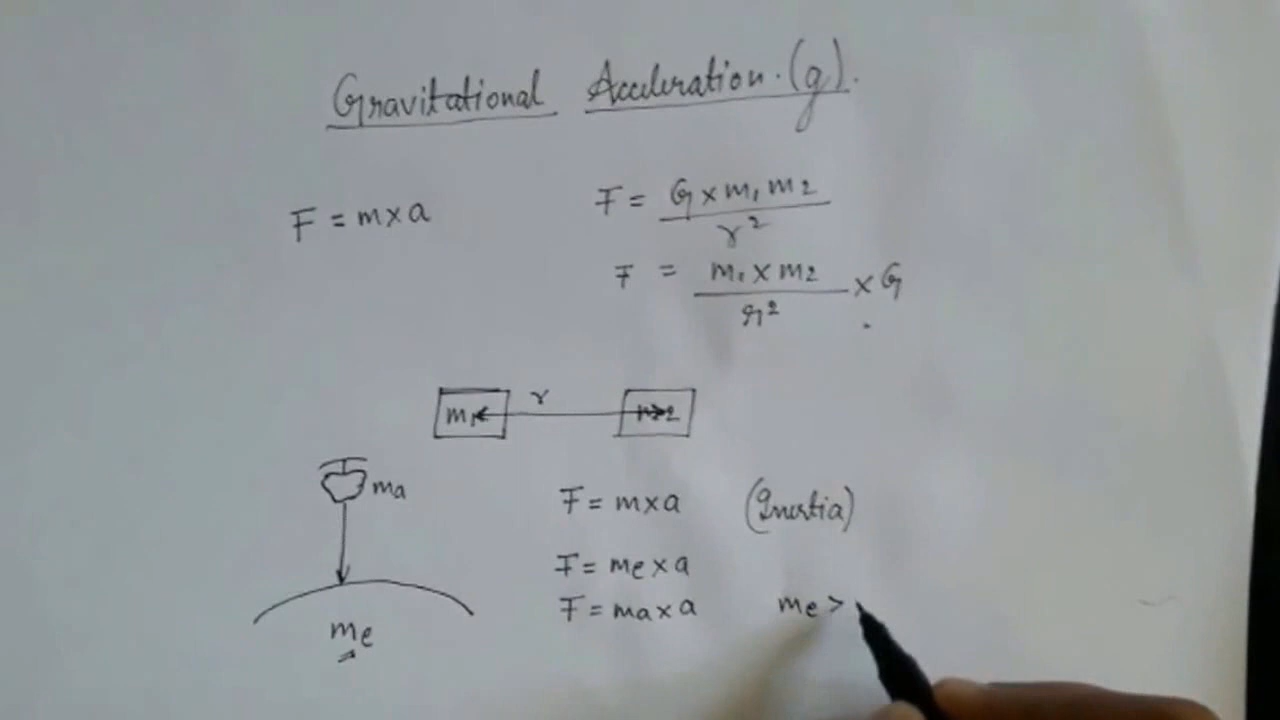 Gravitational Acceleration. (g).
F = m x a
F = G x m1 m2 / r2
F = m1 x m2 / r2 x G
m1 r m2
ma
F = m x a (Inertia)
F = me x a
F = ma x a me >
me